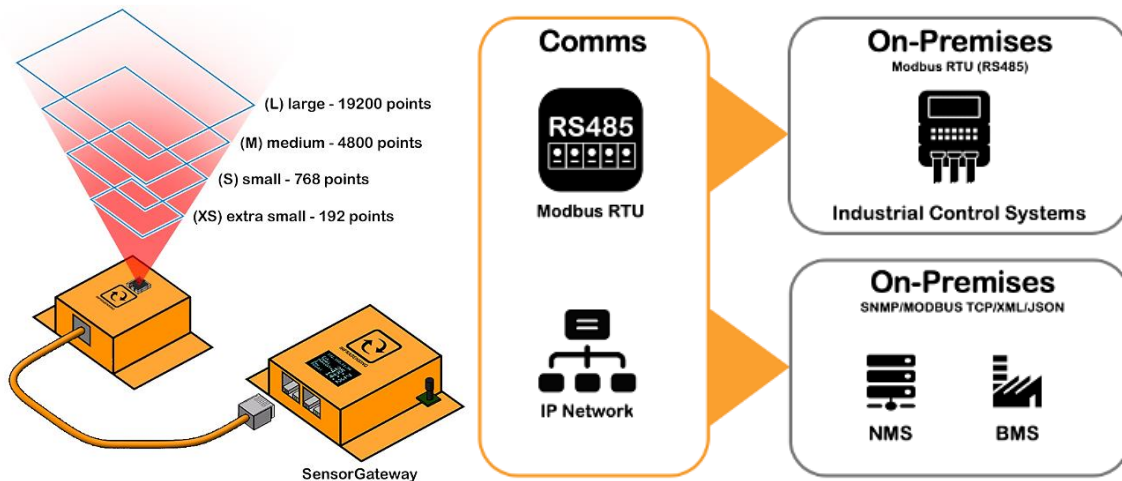 (L) large - 19200 points
(M) medium - 4800 points
(S) small - 768 points
(XS) extra small - 192 points
SensorGateway
Comms
RS485
Modbus RTU
IP Network
On-Premises
Modbus RTU (RS485)
Industrial Control Systems
On-Premises
SNMP/MODBUS TCP/XML/JSON
NMS
BMS